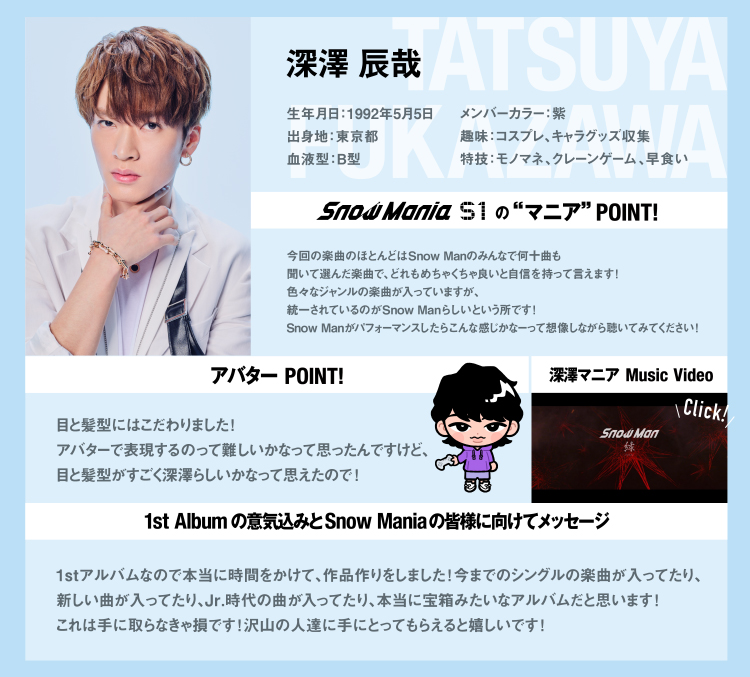 TATSUYA
FUKAZAWA
深澤 辰哉
生年月日：1992年5月5日
メンバーカラー：紫
出身地：東京都
趣味：コスプレ、キャラグッズ収集
血液型：B型
特技：モノマネ、クレーンゲーム、早食い
Snow Mania S1 の“マニア”POINT!
今回の楽曲のほとんどはSnow Manのみんなで何十曲も
聞いて選んだ楽曲で、どれもめちゃくちゃ良いと自信を持って言えます！
色々なジャンルの楽曲が入っていますが、
統一されているのがSnow Manらしいという所です！
Snow Manがパフォーマンスしたらこんな感じかなーって想像しながら聴いてみてください！
アバター POINT!
目と髪型にはこだわりました！
アバターで表現するのって難しいかなって思ったんですけど、
目と髪型がすごく深澤らしいかなって思えたので！
深澤マニア Music Video
Click!
Snow Man
縁
1st Albumの意気込みとSnow Maniaの皆様に向けてメッセージ
1stアルバムなので本当に時間をかけて、作品作りをしました！今までのシングルの楽曲が入ってたり、
新しい曲が入ってたり、Jr.時代の曲が入ってたり、本当に宝箱みたいなアルバムだと思います！
これは手に取らなきゃ損です！沢山の人達に手にとってもらえると嬉しいです！